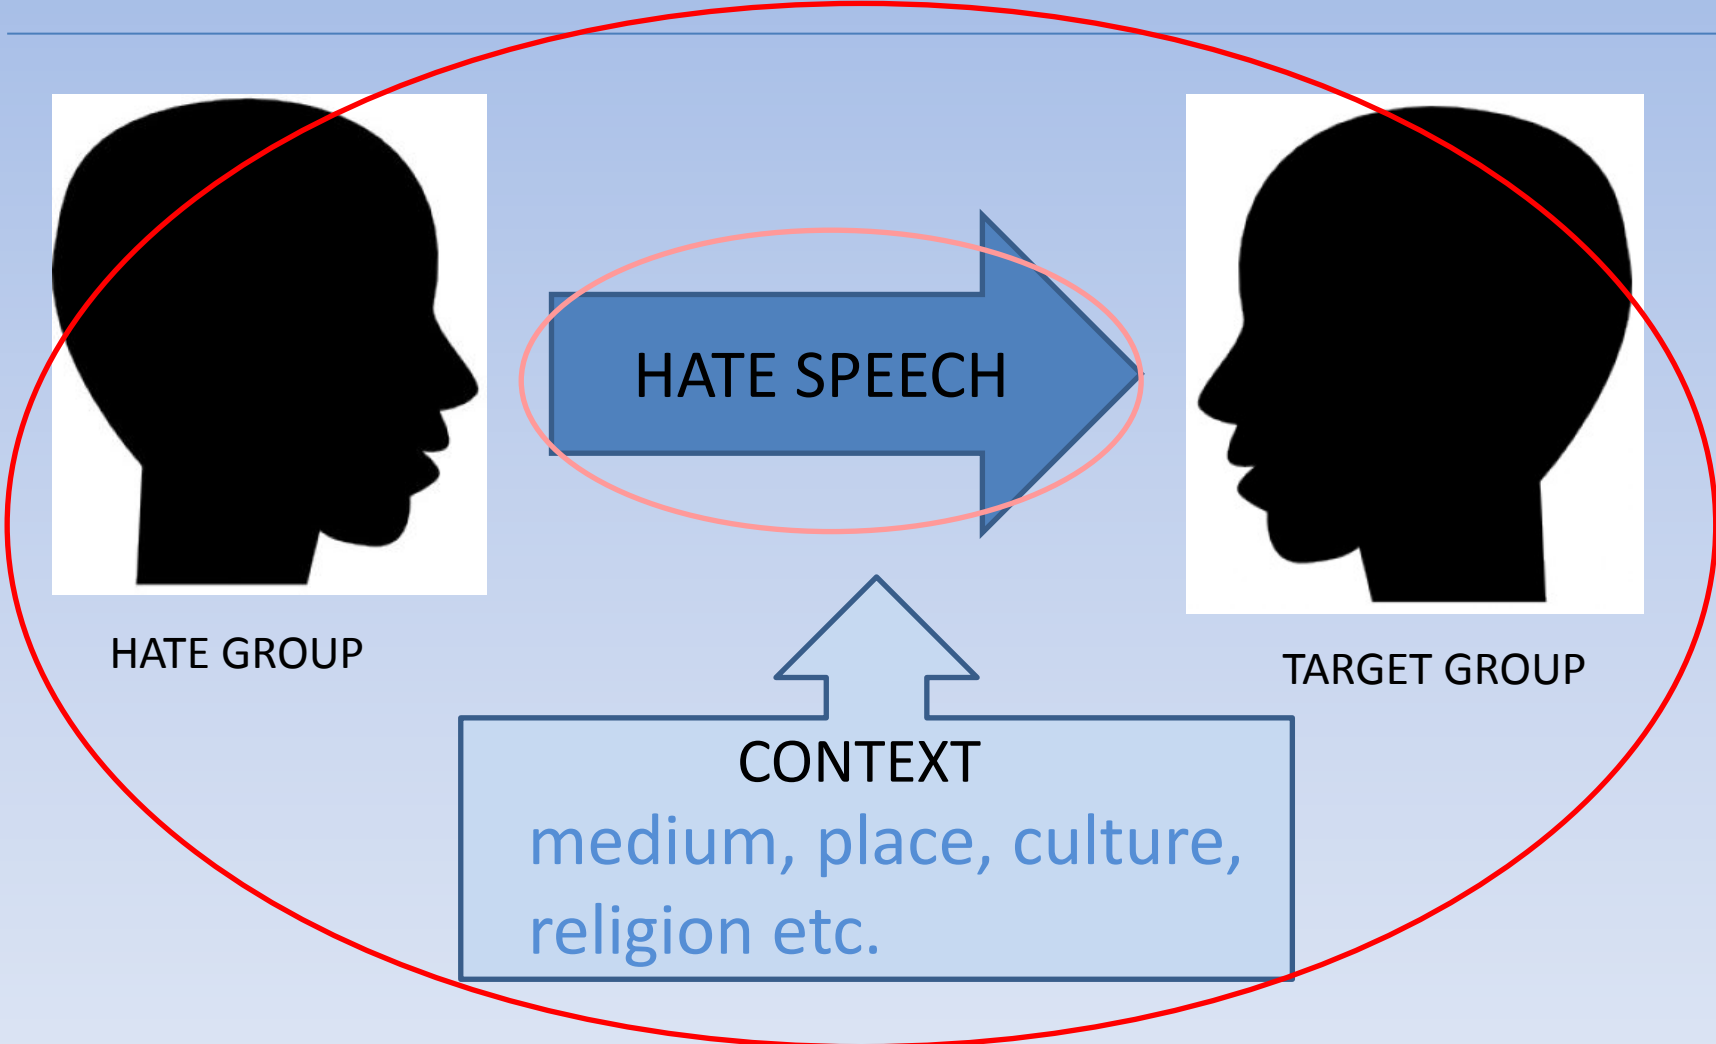 HATE SPEECH
HATE GROUP
TARGET GROUP
CONTEXT
medium, place, culture,
religion etc.